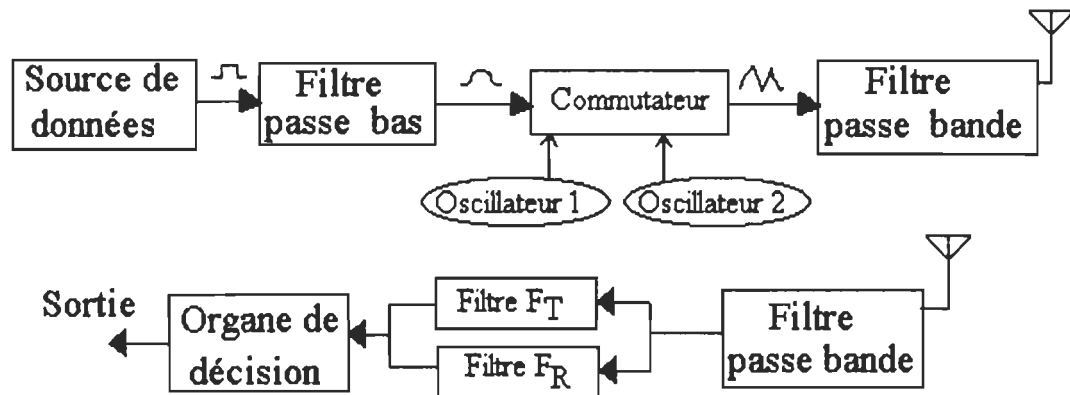 Source de
données
Filtre
passe bas
Commutateur
Filtre
passe bande
Oscillateur 1
Oscillateur 2
Sortie
Organe de
décision
Filtre FT
Filtre FR
Filtre
passe bande